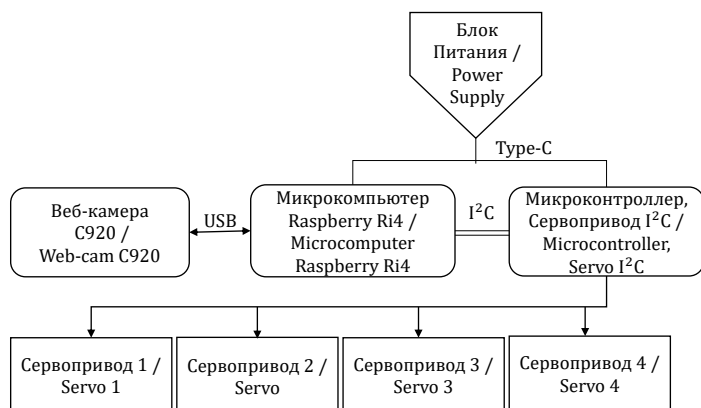 Блок
Питания /
Power
Supply
Type-C
Веб-камера
C920 /
Web-cam C920
USB
Микрокомпьютер
Raspberry Ri4 /
Microcomputer
Raspberry Ri4
I²C
Микроконтроллер,
Сервопривод I²C /
Microcontroller,
Servo I²C
Сервопривод 1 /
Servo 1
Сервопривод 2 /
Servo
Сервопривод 3 /
Servo 3
Сервопривод 4 /
Servo 4